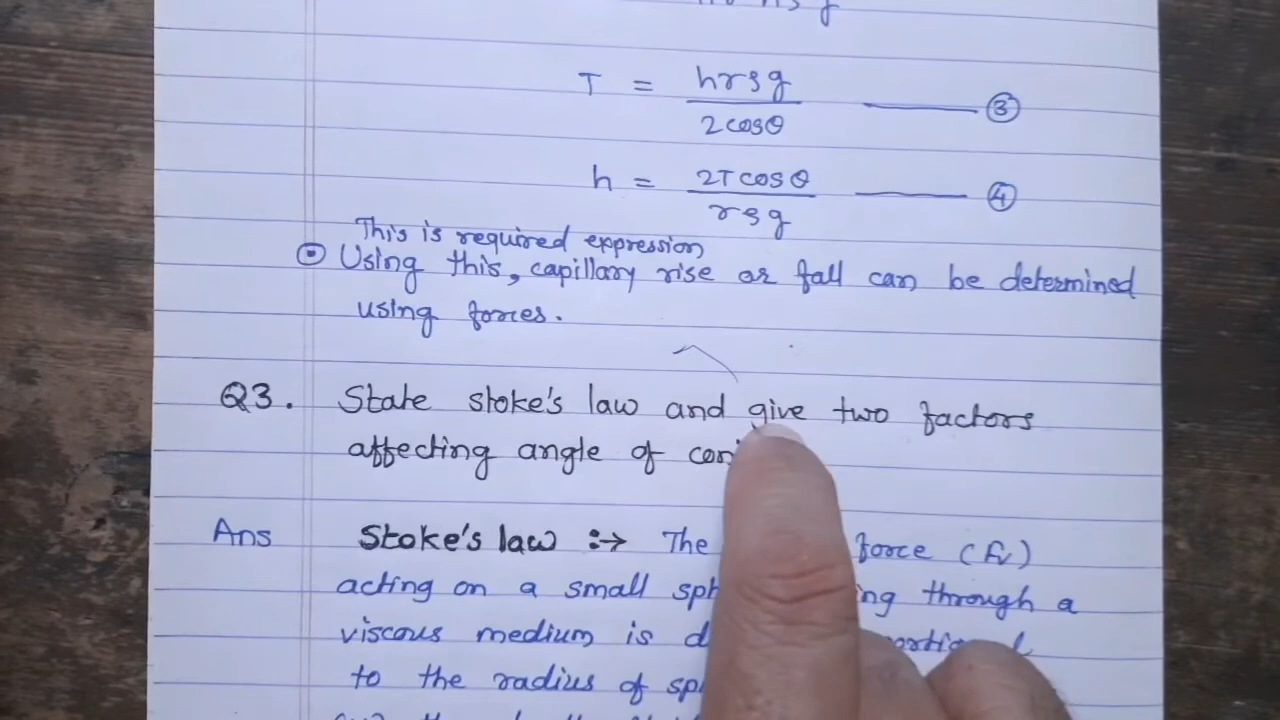 T = hrρg / 2cosθ —— ③
h = 2Tcosθ / rρg —— ④
This is required expression
Using this, capillary rise or fall can be determined
using forces.
Q3. State stoke's law and give two factors
affecting angle of
Ans Stoke's law :→ The force (Fv)
acting on a small through a
viscous medium is
to the radius of